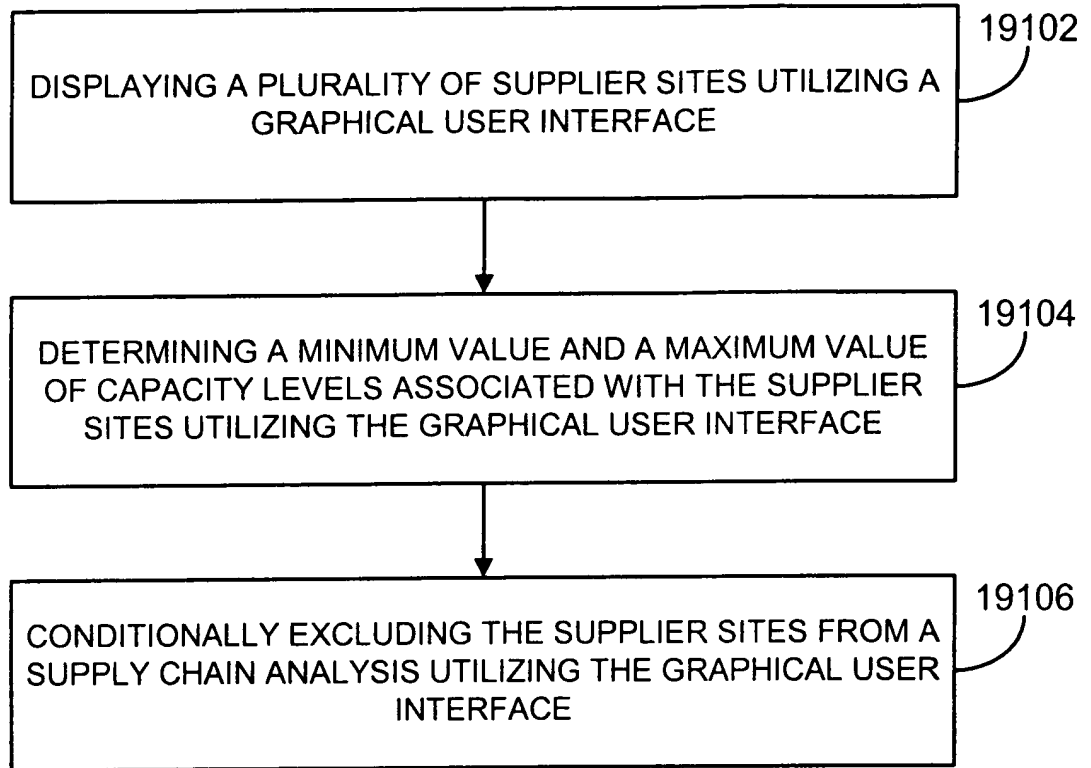 19102
DISPLAYING A PLURALITY OF SUPPLIER SITES UTILIZING A
GRAPHICAL USER INTERFACE
19104
DETERMINING A MINIMUM VALUE AND A MAXIMUM VALUE
OF CAPACITY LEVELS ASSOCIATED WITH THE SUPPLIER
SITES UTILIZING THE GRAPHICAL USER INTERFACE
19106
CONDITIONALLY EXCLUDING THE SUPPLIER SITES FROM A
SUPPLY CHAIN ANALYSIS UTILIZING THE GRAPHICAL USER
INTERFACE